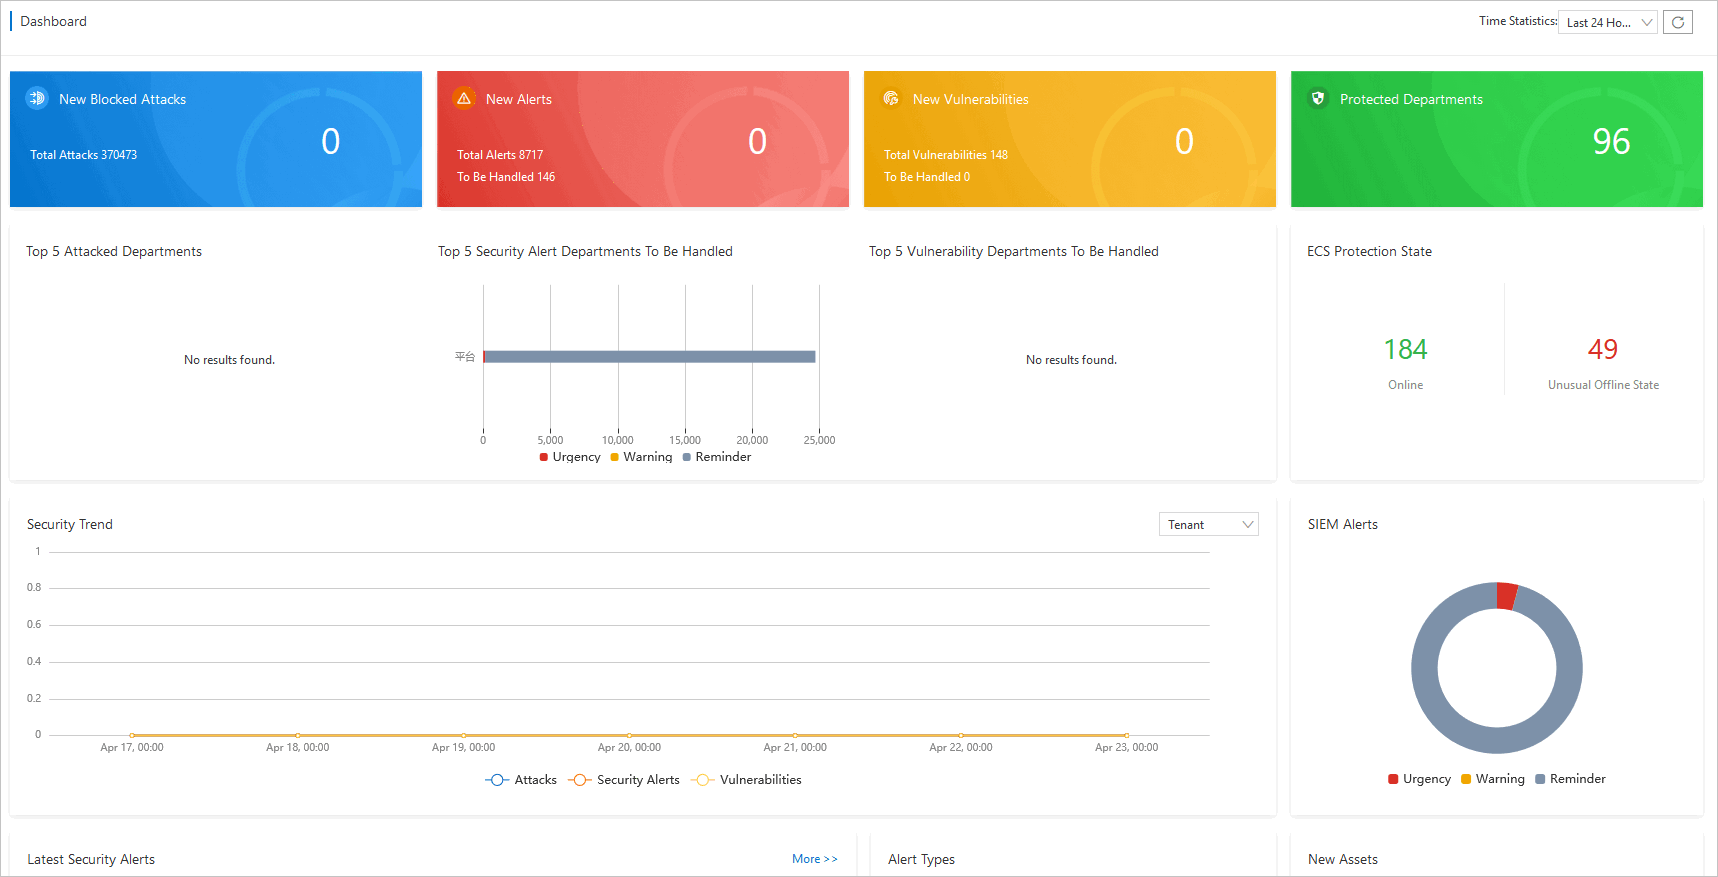 Dashboard
Time Statistics: Last 24 Ho...
New Blocked Attacks
0
Total Attacks 370473
New Alerts
0
Total Alerts 8717
To Be Handled 146
New Vulnerabilities
0
Total Vulnerabilities 148
To Be Handled 0
Protected Departments
96
Top 5 Attacked Departments
No results found.
Top 5 Security Alert Departments To Be Handled
平台
0 5,000 10,000 15,000 20,000 25,000
Urgency Warning Reminder
Top 5 Vulnerability Departments To Be Handled
No results found.
ECS Protection State
184
Online
49
Unusual Offline State
Security Trend
Tenant
1
0.8
0.6
0.4
0.2
0
Apr 17, 00:00 Apr 18, 00:00 Apr 19, 00:00 Apr 20, 00:00 Apr 21, 00:00 Apr 22, 00:00 Apr 23, 00:00
Attacks Security Alerts Vulnerabilities
SIEM Alerts
Urgency Warning Reminder
Latest Security Alerts
More >>
Alert Types
New Assets